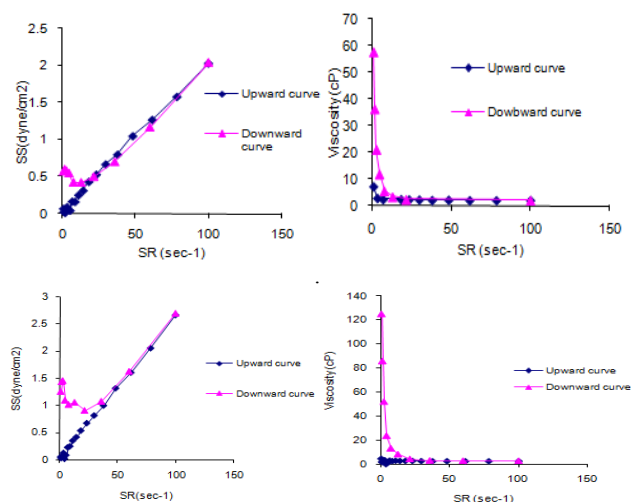 2.5
2
1.5
1
0.5
0
0
50
100
150
SS(dyne/cm2)
SR (sec-1)
Upward curve
Downward
curve
70
60
50
40
30
20
10
0
0
50
100
150
Viscosity(cP)
SR (sec-1)
Upward curve
Dowbward curve
3
2.5
2
1.5
1
0.5
0
0
50
100
150
SS(dyne/cm2)
SR(sec-1)
Upward curve
Downward curve
140
120
100
80
60
40
20
0
0
50
100
150
Viscosity(cP)
SR(sec-1)
Upward curve
Downward curve